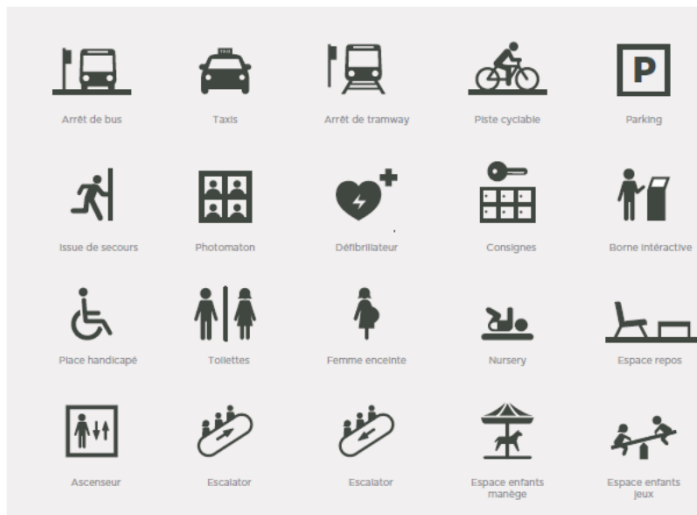 TAXI
P
Arrêt de bus
Taxis
Arrêt de tramway
Piste cyclable
Parking
Issue de secours
Photomaton
Défibrillateur
Consignes
Borne intéractive
Place handicapé
Toilettes
Femme enceinte
Nursery
Espace repos
Ascenseur
Escalator
Escalator
Espace enfants
manège
Espace enfants
jeux